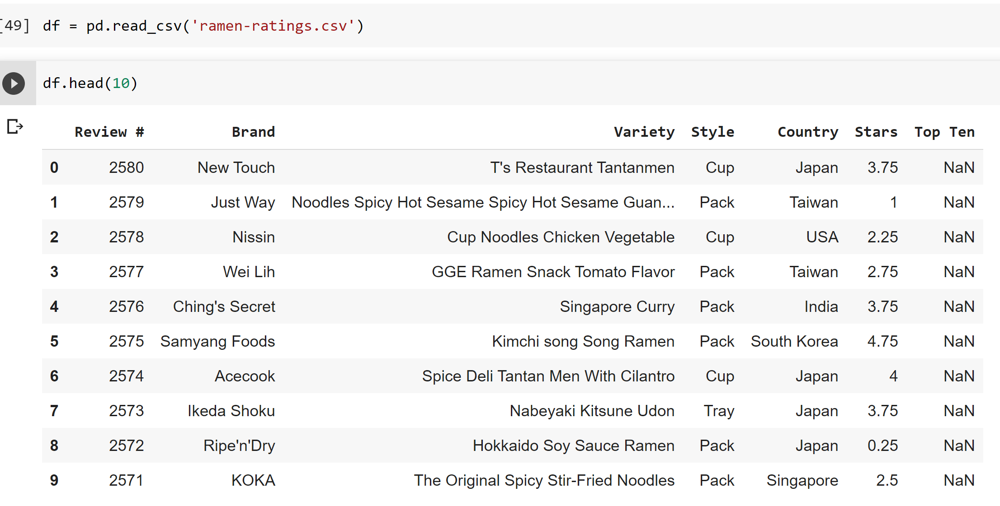 [49] df = pd.read_csv('ramen-ratings.csv')
df.head(10)
Review # Brand Variety Style Country Stars Top Ten
0 2580 New Touch T's Restaurant Tantanmen Cup Japan 3.75 NaN
1 2579 Just Way Noodles Spicy Hot Sesame Spicy Hot Sesame Guan... Pack Taiwan 1 NaN
2 2578 Nissin Cup Noodles Chicken Vegetable Cup USA 2.25 NaN
3 2577 Wei Lih GGE Ramen Snack Tomato Flavor Pack Taiwan 2.75 NaN
4 2576 Ching's Secret Singapore Curry Pack India 3.75 NaN
5 2575 Samyang Foods Kimchi song Song Ramen Pack South Korea 4.75 NaN
6 2574 Acecook Spice Deli Tantan Men With Cilantro Cup Japan 4 NaN
7 2573 Ikeda Shoku Nabeyaki Kitsune Udon Tray Japan 3.75 NaN
8 2572 Ripe'n'Dry Hokkaido Soy Sauce Ramen Pack Japan 0.25 NaN
9 2571 KOKA The Original Spicy Stir-Fried Noodles Pack Singapore 2.5 NaN